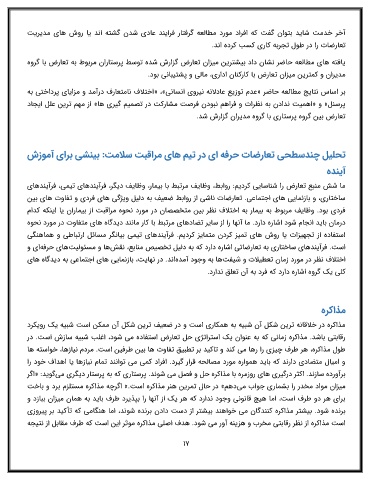 آخر خدمت شاید بتوان گفت که افراد مورد مطالعه گرفتار فرایند عادی شدن گشته اند یا روش های مدیریت
تعارضات را در طول تجربه کاری کسب کرده اند.
یافته های مطالعه حاضر نشان داد بیشترین میزان تعارض گزارش شده توسط پرستاران مربوط به تعارض با گروه
مدیران و کمترین میزان تعارض با کارکنان اداری، مالی و پشتیبانی بود.
بر اساس نتایج مطالعه حاضر «عدم توزیع عادلانه نیروی انسانی»، «اختلاف نامتعارف درآمد و مزایای پرداختی به
پرسنل» و «اهمیت ندادن به نظرات و فراهم نبودن فرصت مشارکت در تصمیم گیری ها» از مهم ترین علل ایجاد
تعارض بین گروه پرستاری با گروه مدیران گزارش شد.
تحلیل چندسطحی تعارضات حرفه ای در تیم های مراقبت سلامت: بینشی برای آموزش
آینده
ما شش منبع تعارض را شناسایی کردیم: روابط، وظایف مرتبط با بیمار، وظایف دیگر، فرآیندهای تیمی، فرآیندهای
ساختاری، و بازنمایی های اجتماعی. تعارضات ناشی از روابط ضعیف به دلیل ویژگی های فردی و تفاوت های بین
فردی بود. وظایف مربوط به بیمار به اختلاف نظر بین متخصصان در مورد نحوه مراقبت از بیماران یا اینکه کدام
درمان باید انجام شود اشاره دارد. ما آنها را از سایر تضادهای مرتبط با کار مانند دیدگاه های متفاوت در مورد نحوه
استفاده از تجهیزات یا روش های تمیز کردن متمایز کردیم. فرآیندهای تیمی بیانگر مسائل ارتباطی و هماهنگی
است. فرآیندهای ساختاری به تعارضاتی اشاره دارد که به دلیل تخصیص منابع، نقش‌ها و مسئولیت‌های حرفه‌ای و
اختلاف نظر در مورد زمان تعطیلات و شیفت‌ها به وجود آمده‌اند. در نهایت، بازنمایی های اجتماعی به دیدگاه های
کلی یک گروه اشاره دارد که فرد به آن تعلق ندارد.
مذاکره
مذاکره در خلاقانه ترین شکل آن شبیه به همکاری است و در ضعیف ترین شکل آن ممکن است شبیه یک رویکرد
رقابتی باشد. مذاکره زمانی که به عنوان یک استراتژی حل تعارض استفاده می شود، اغلب شبیه سازش است. در
طول مذاکره، هر طرف چیزی را رها می کند و تاکید بر تطبیق تفاوت ها بین طرفین است. مردم نیازها، خواسته ها
و امیال متضادی دارند که باید همواره مورد مصالحه قرار گیرد. افراد کمی می توانند تمام نیازها یا اهداف خود را
برآورده سازند. اکثر درگیری های روزمره با مذاکره حل و فصل می شوند. پرستاری که به پرستار دیگری می‌گوید: «اگر
میزان مواد مخدر را بشماری جواب می‌دهم» در حال تمرین هنر مذاکره است.» اگرچه مذاکره مستلزم برد و باخت
برای هر دو طرف است، اما هیچ قانونی وجود ندارد که هر یک از آنها را بپذیرد طرف باید به همان میزان ببازد و
برنده شود. بیشتر مذاکره کنندگان می خواهند بیشتر از دست دادن برنده شوند، اما هنگامی که تأکید بر پیروزی
است مذاکره از نظر رقابتی مخرب و هزینه آور می شود. هدف اصلی مذاکره موثر این است که طرف مقابل از نتیجه
۱۷